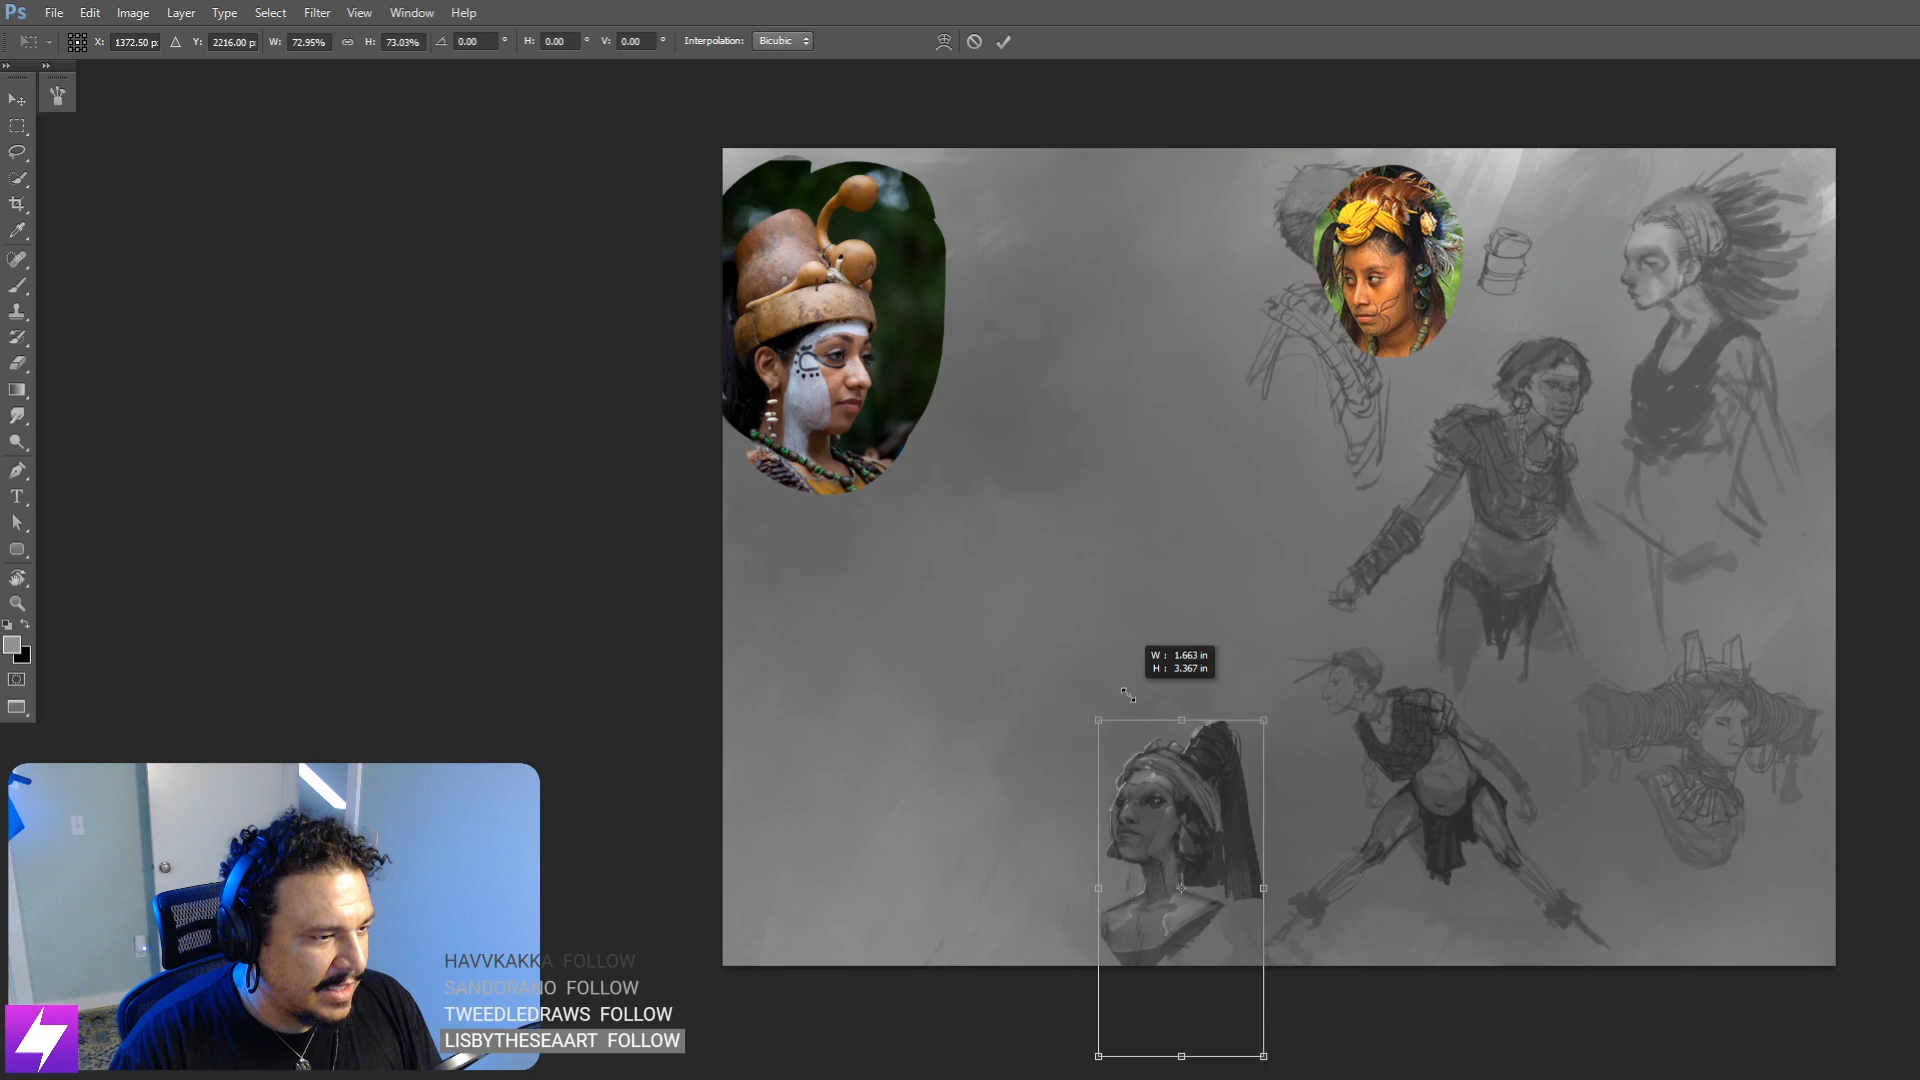 Ps File Edit Image Layer Type Select Filter View Window Help
X: 1372.50 p: Y: 2216.00 p: W: 72.95% H: 73.03% 0.00 ° H: 0.00 ° V: 0.00 ° Interpolation: Bicubic
T
W : 1.663 in
H : 3.367 in
HAVVKAKKA FOLLOW
SANDORANO FOLLOW
TWEEDLEDRAWS FOLLOW
LISBYTHESEAART FOLLOW